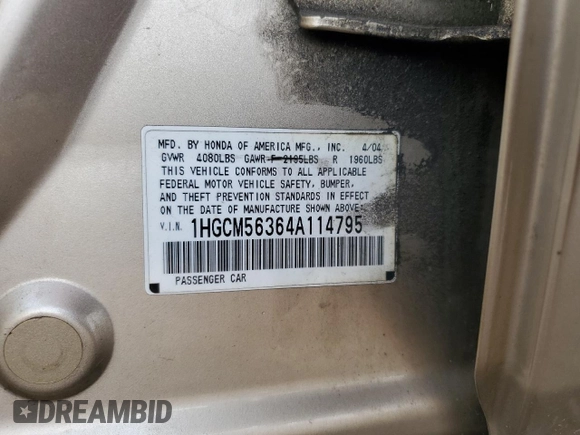 MFD. BY HONDA OF AMERICA MFG., INC. 4/04
GVWR 4080LBS GAWR F 2195LBS R 1960LBS
THIS VEHICLE CONFORMS TO ALL APPLICABLE
FEDERAL MOTOR VEHICLE SAFETY, BUMPER,
AND THEFT PREVENTION STANDARDS IN EFFECT
ON THE DATE OF MANUFACTURE SHOWN ABOVE.
V.I.N. 1HGCM56364A114795
PASSENGER CAR
DREAMBID